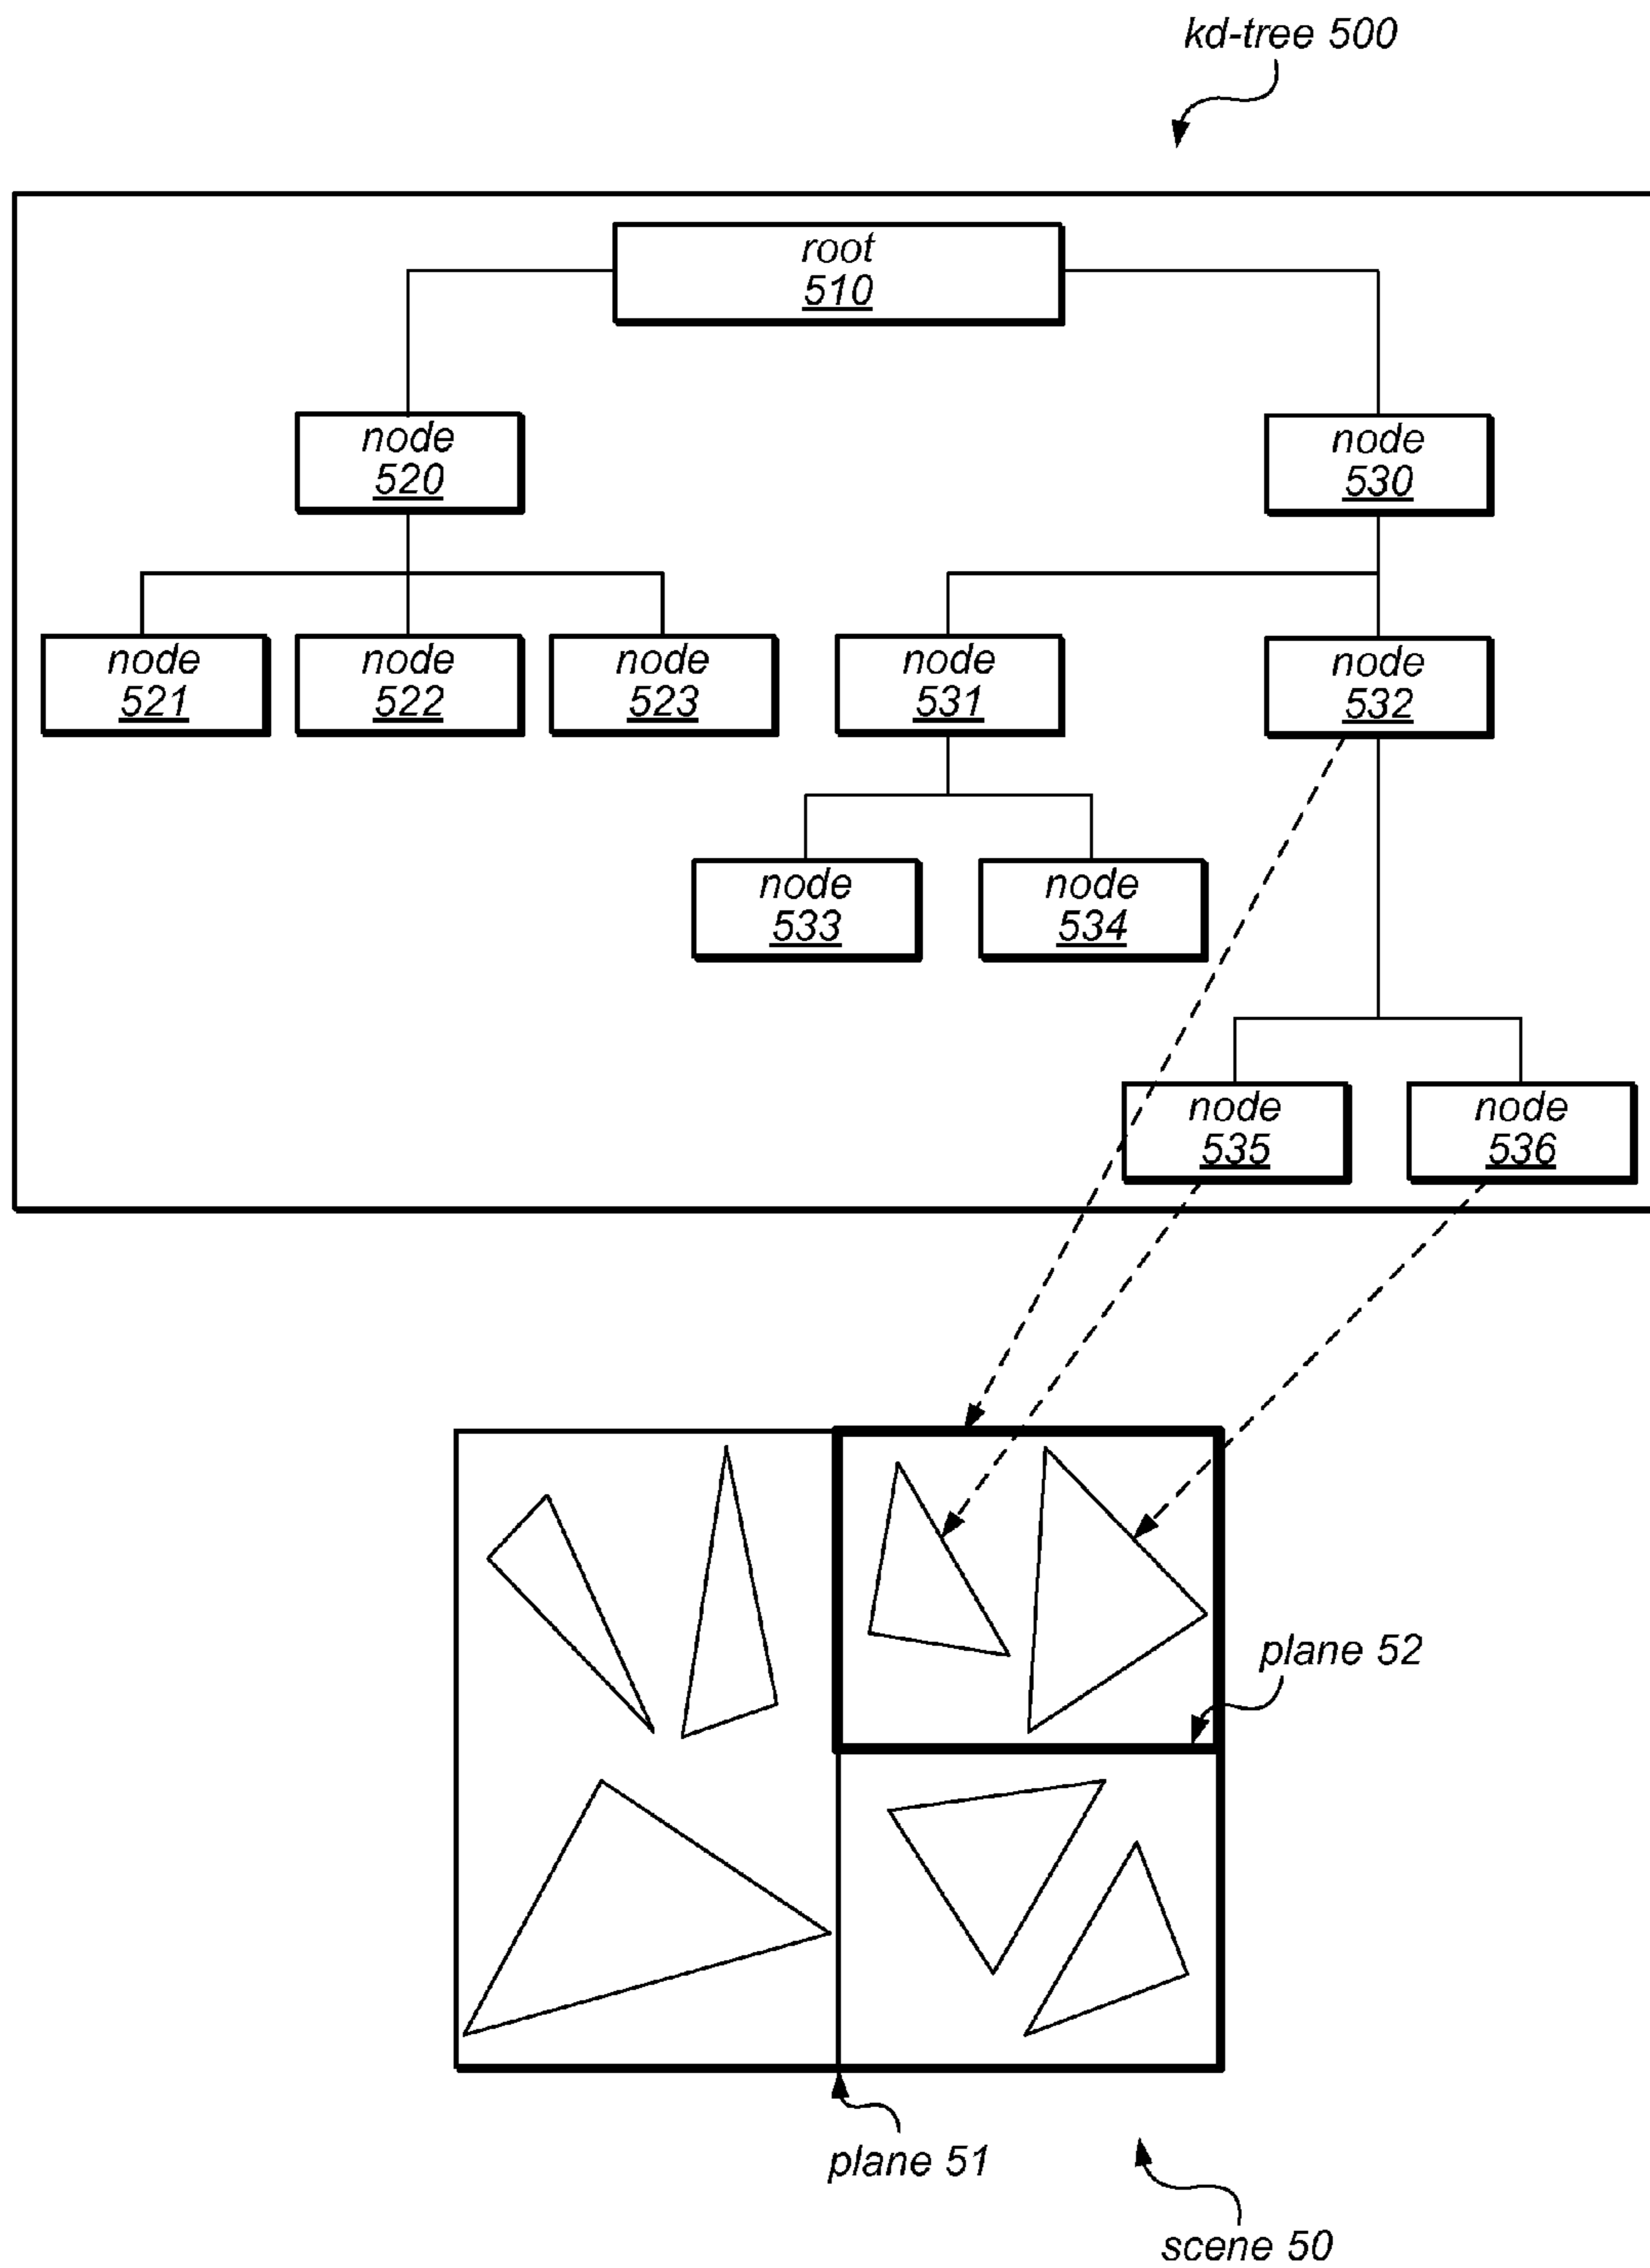 kd-tree 500
root
510
node
520
node
530
node
521
node
522
node
523
node
531
node
532
node
533
node
534
node
535
node
536
plane 52
plane 51
scene 50